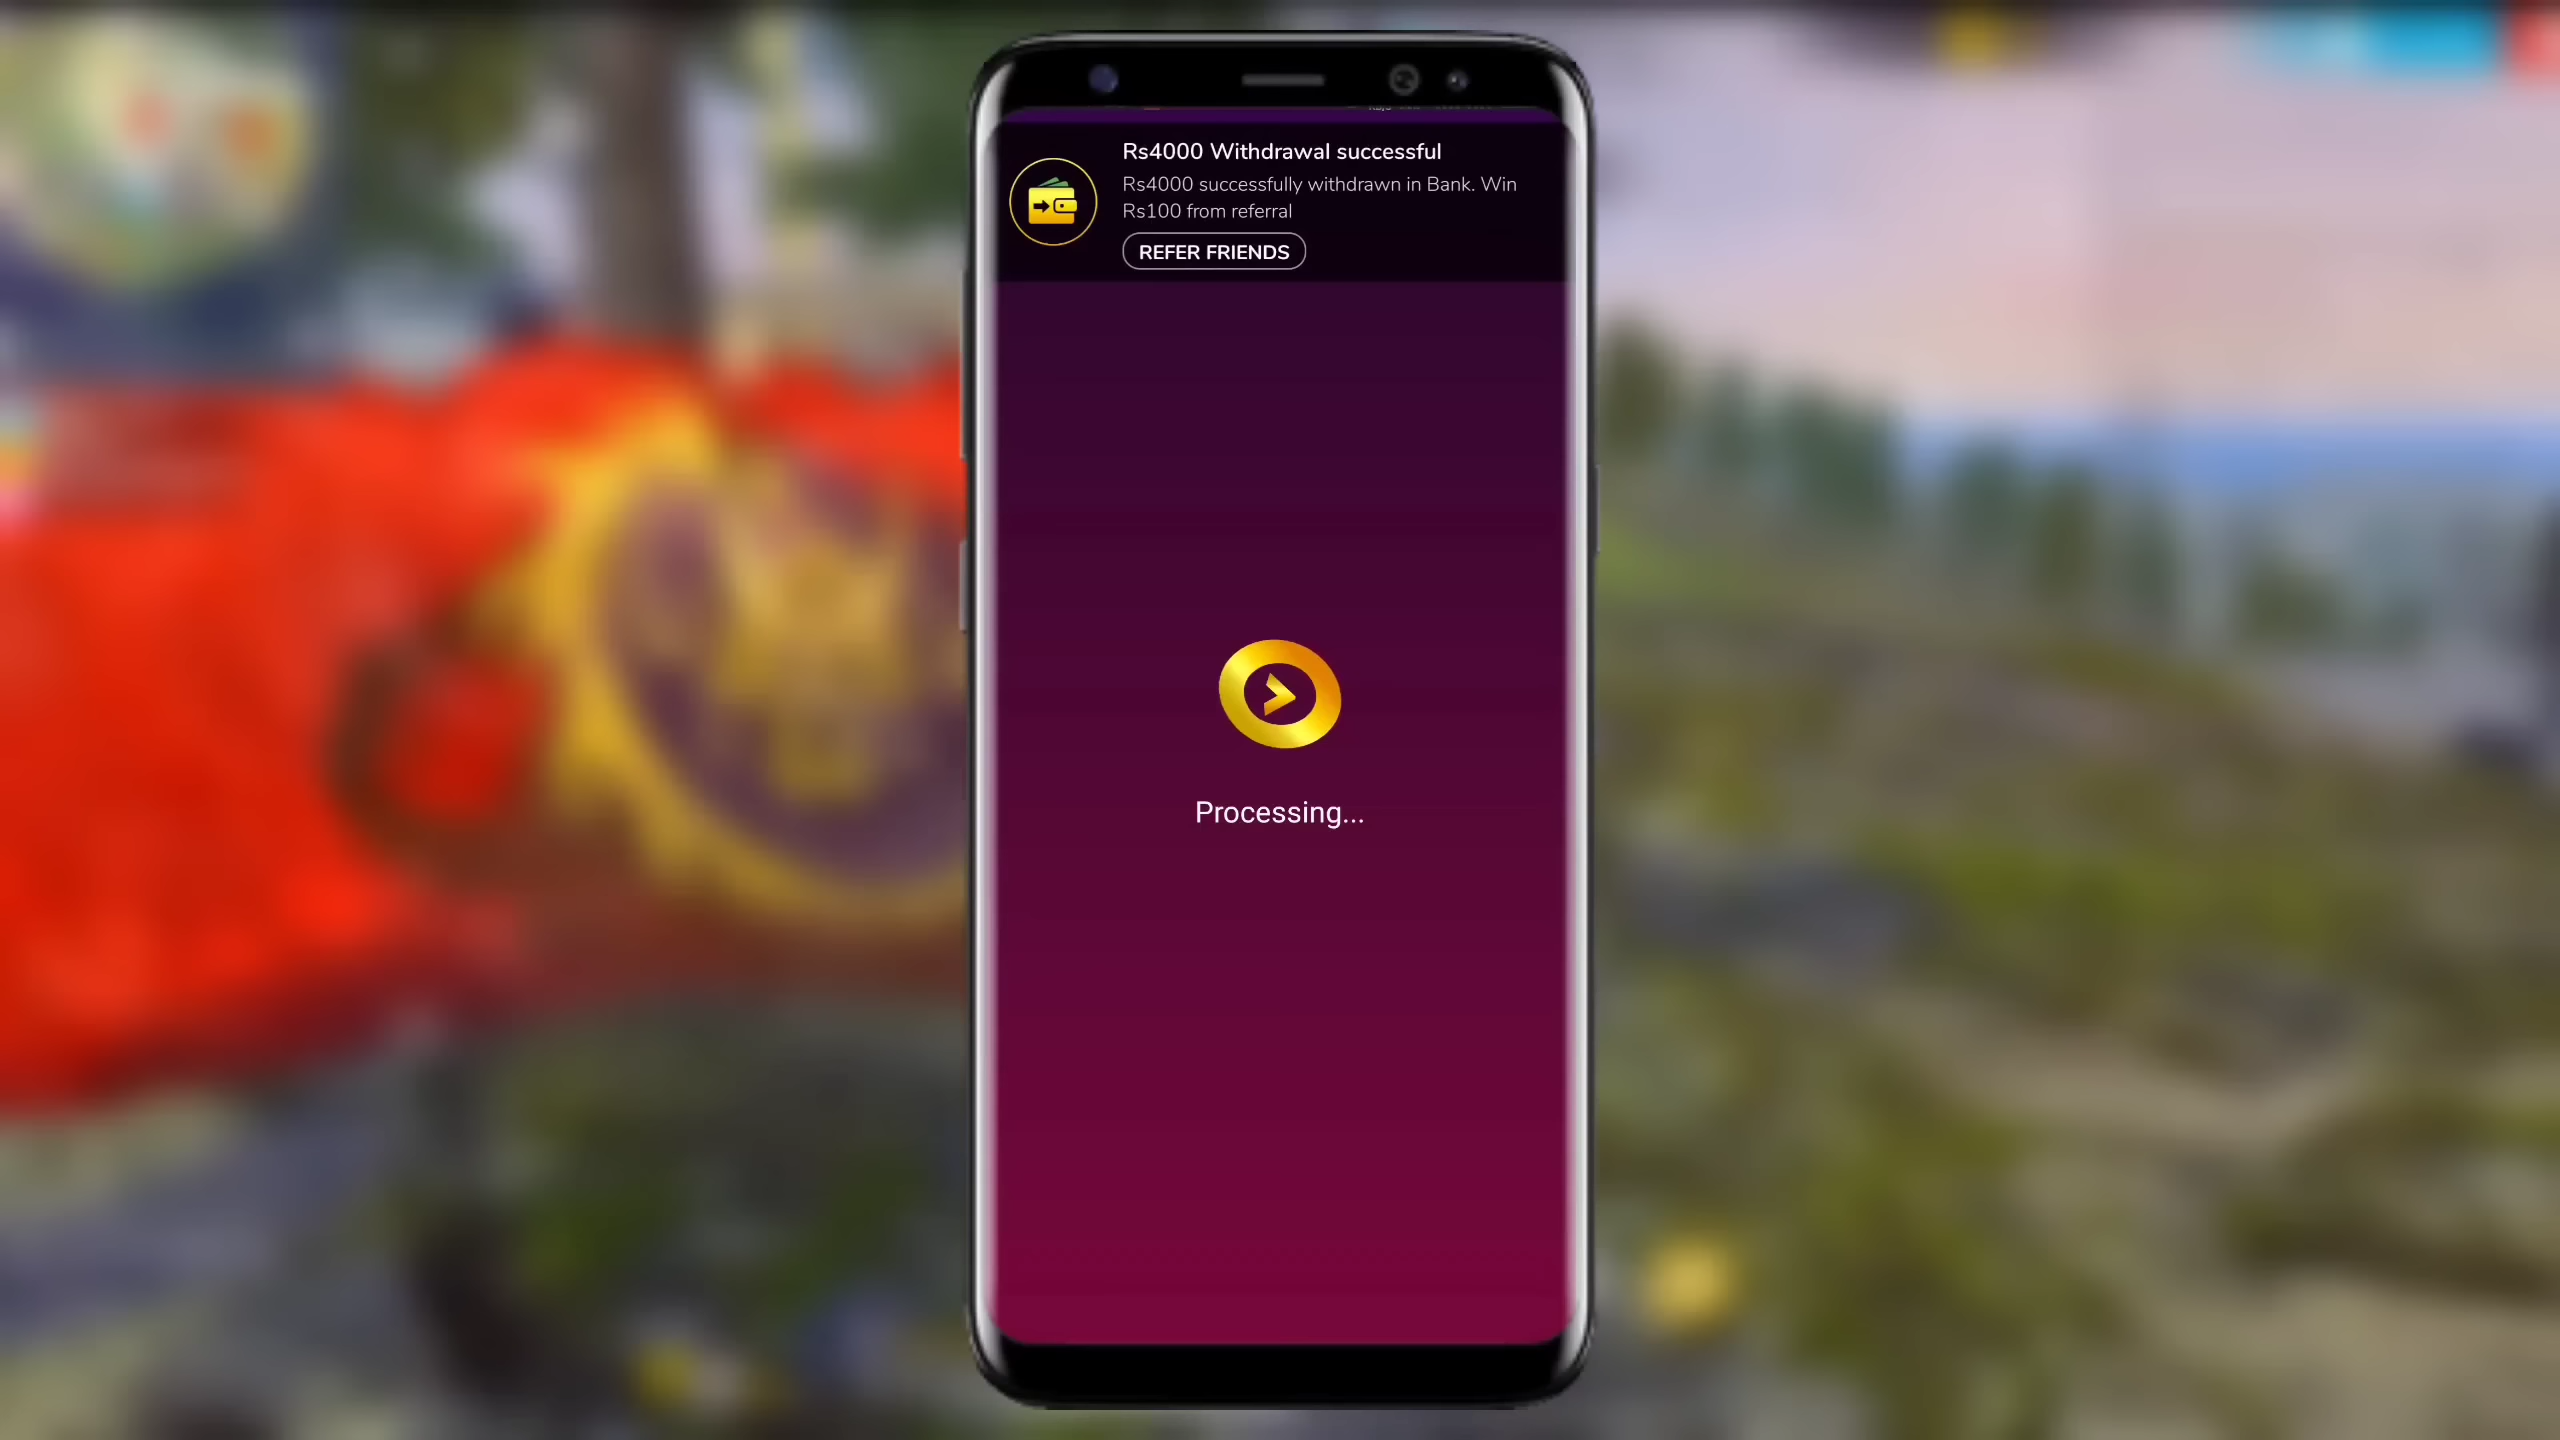 Rs4000 Withdrawal successful
Rs4000 successfully withdrawn in Bank. Win
Rs100 from referral
REFER FRIENDS
Processing...